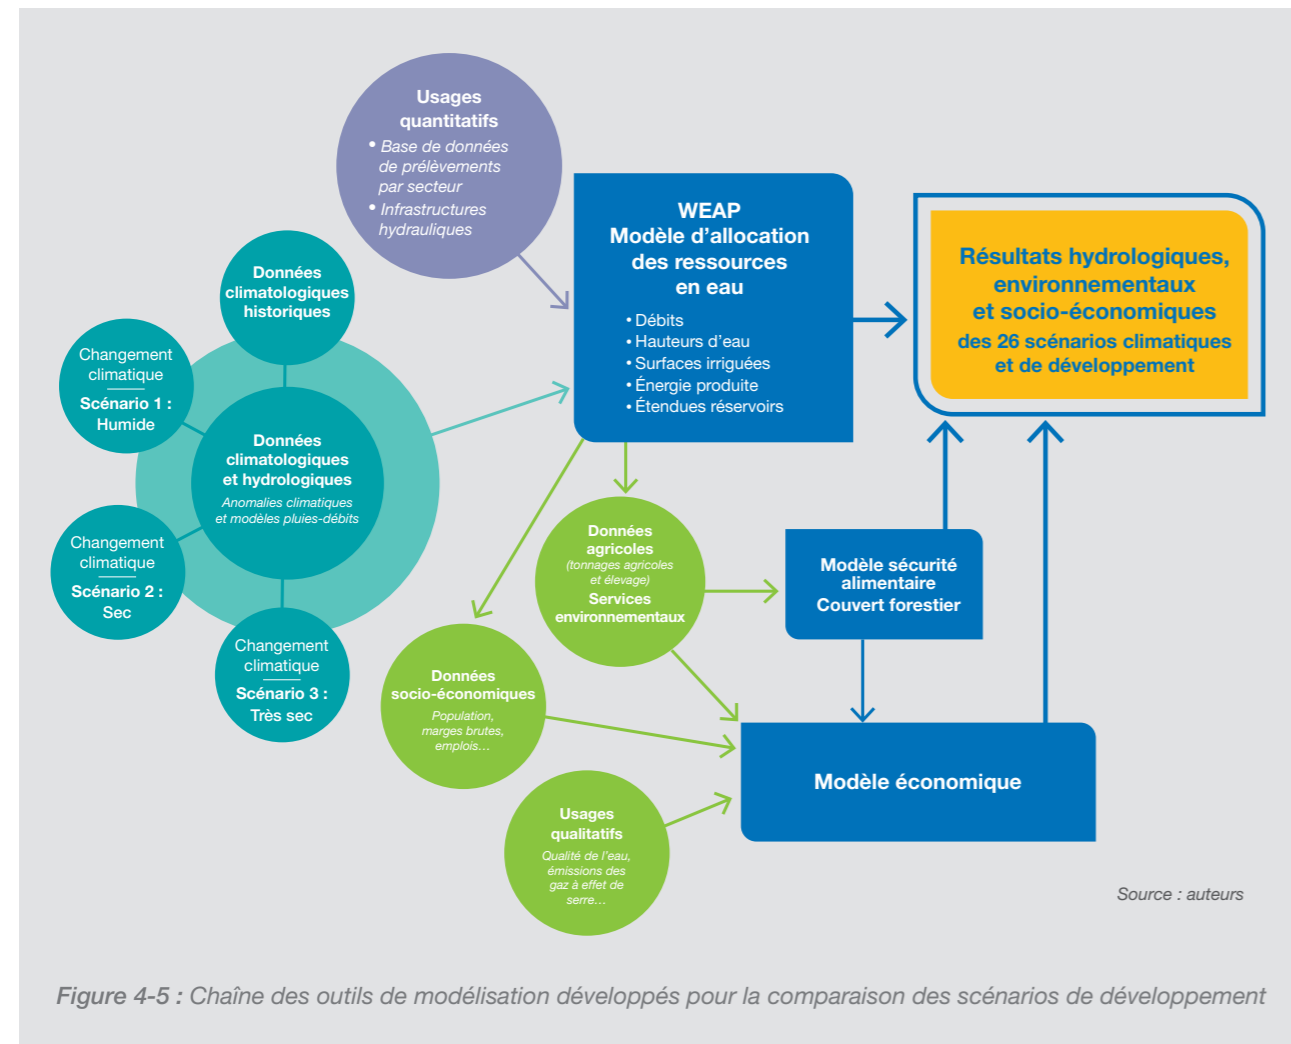 Usages
quantitatifs
• Base de données
de prélèvements
par secteur
• Infrastructures
hydrauliques
Données
climatologiques
historiques
Changement
climatique
Scénario 1 :
Humide
Données
climatologiques
et hydrologiques
Anomalies climatiques
et modèles pluies-débits
Changement
climatique
Scénario 2 :
Sec
Changement
climatique
Scénario 3 :
Très sec
WEAP
Modèle d’allocation
des ressources
en eau
• Débits
• Hauteurs d’eau
• Surfaces irriguées
• Énergie produite
• Étendues réservoirs
Résultats hydrologiques,
environnementaux
et socio-économiques
des 26 scénarios climatiques
et de développement
Données
agricoles
(tonnages agricoles
et élevage)
Services
environnementaux
Modèle sécurité
alimentaire
Couvert forestier
Données
socio-économiques
Population,
marges brutes,
emplois…
Modèle économique
Usages
qualitatifs
Qualité de l’eau,
émissions des
gaz à effet de
serre…
Source : auteurs
Figure 4-5 : Chaîne des outils de modélisation développés pour la comparaison des scénarios de développement